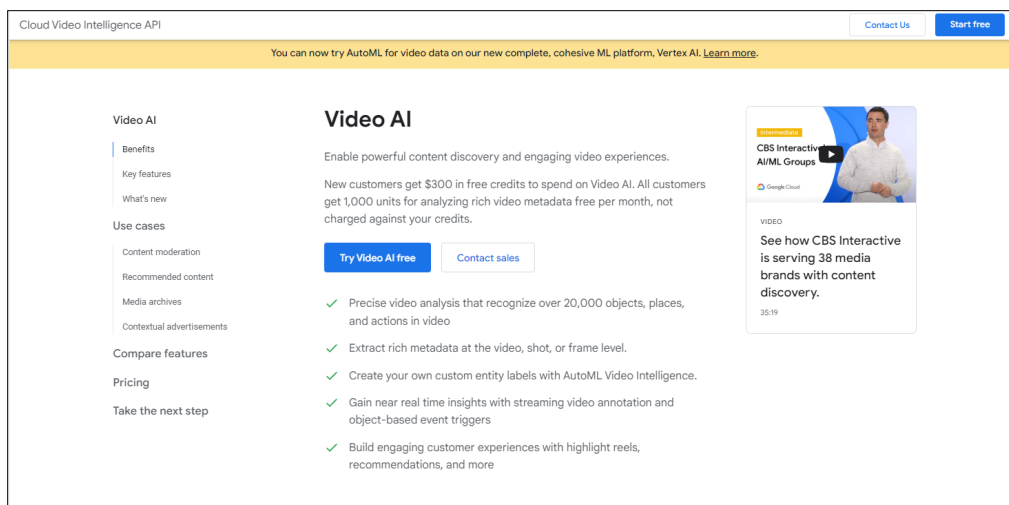 Cloud Video Intelligence API
Contact Us
Start free
You can now try AutoML for video data on our new complete, cohesive ML platform, Vertex AI. Learn more.
Video AI
Benefits
Key features
What's new
Use cases
Content moderation
Recommended content
Media archives
Contextual advertisements
Compare features
Pricing
Take the next step
Video AI
Enable powerful content discovery and engaging video experiences.
New customers get $300 in free credits to spend on Video AI. All customers
get 1,000 units for analyzing rich video metadata free per month, not
charged against your credits.
Try Video AI free
Contact sales
Precise video analysis that recognize over 20,000 objects, places,
and actions in video
Extract rich metadata at the video, shot, or frame level.
Create your own custom entity labels with AutoML Video Intelligence.
Gain near real time insights with streaming video annotation and
object-based event triggers
Build engaging customer experiences with highlight reels,
recommendations, and more
Intermediate
CBS Interactive
AI/ML Groups
Google Cloud
VIDEO
See how CBS Interactive
is serving 38 media
brands with content
discovery.
35:19